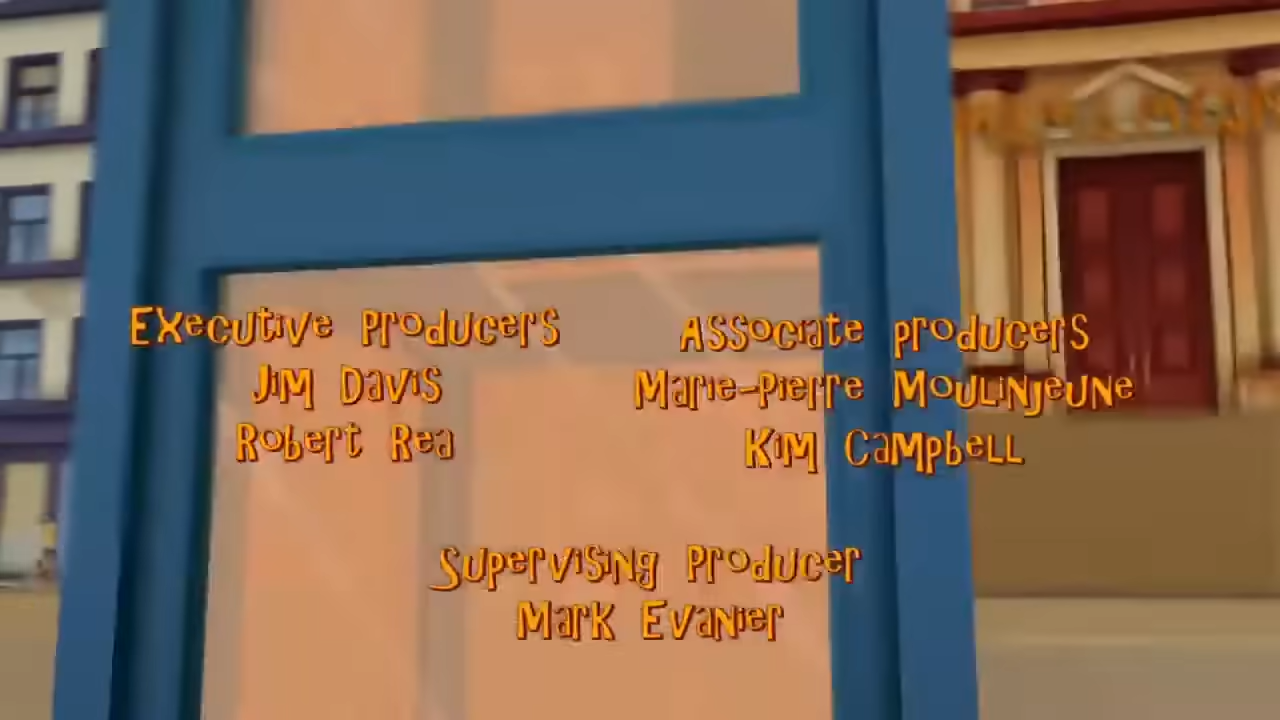 Executive Producers
Jim Davis
Robert Rea
Associate producers
Marie-Pierre Moulinjeune
Kim Campbell
Supervising Producer
Mark Evanier